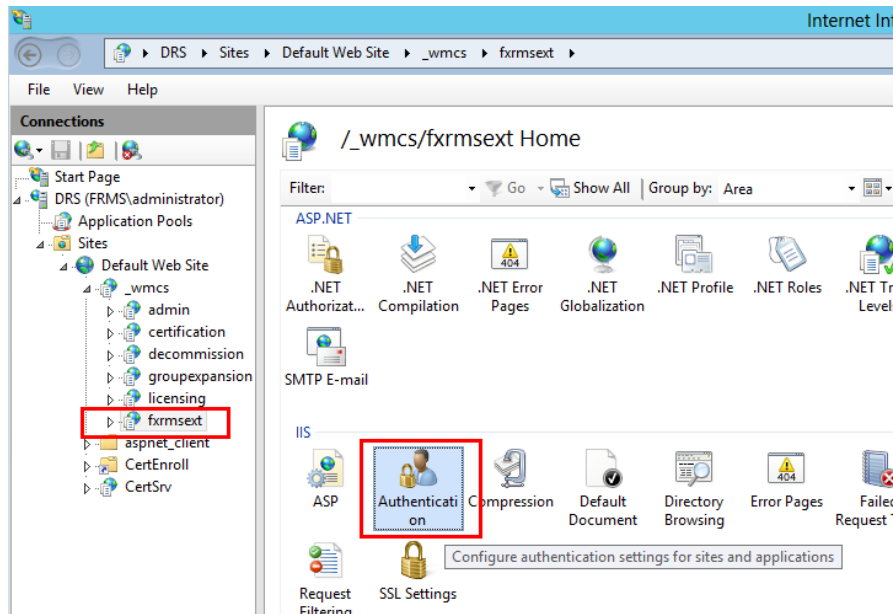 Internet Inf
DRS Sites Default Web Site _wmcs fxrmsext
File View Help
Connections
Start Page
DRS (FRMS\administrator)
Application Pools
Sites
Default Web Site
_wmcs
admin
certification
decommission
groupexpansion
licensing
fxrmsext
aspnet_client
CertEnroll
CertSrv
/_wmcs/fxrmsext Home
Filter: Go Show All Group by: Area
ASP.NET
.NET Authorizat...
.NET Compilation
.NET Error Pages
.NET Globalization
.NET Profile
.NET Roles
.NET Tr
Level
SMTP E-mail
IIS
ASP
Authenticati
on
Compression
Default
Document
Directory
Browsing
Error Pages
Failed
Request T
Configure authentication settings for sites and applications
Request
Filtering
SSL Settings